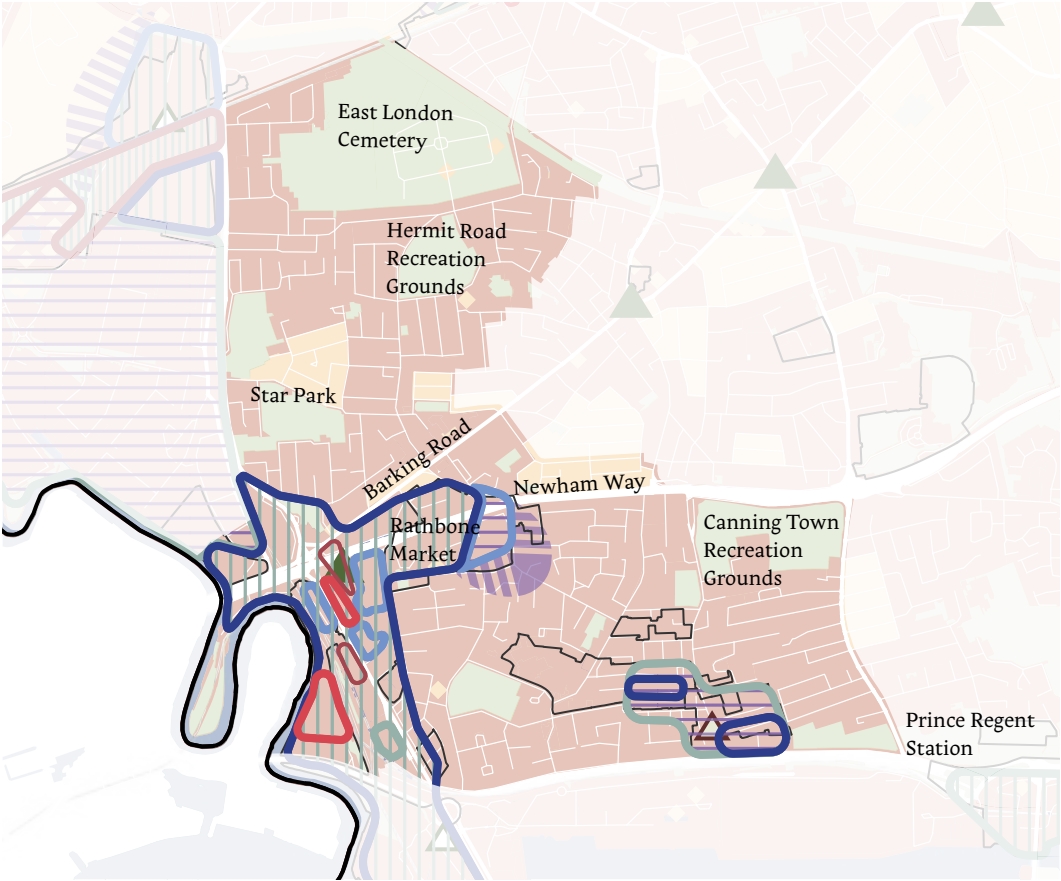 East London
Cemetery
Hermit Road
Recreation
Grounds
Star Park
Barking Road
Newham Way
Rathbone
Market
Canning Town
Recreation
Grounds
Prince Regent
Station